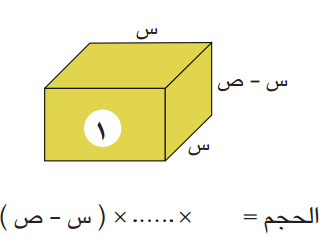 س
س – ص
١
س
الحجم = × ...... × ( س – ص )